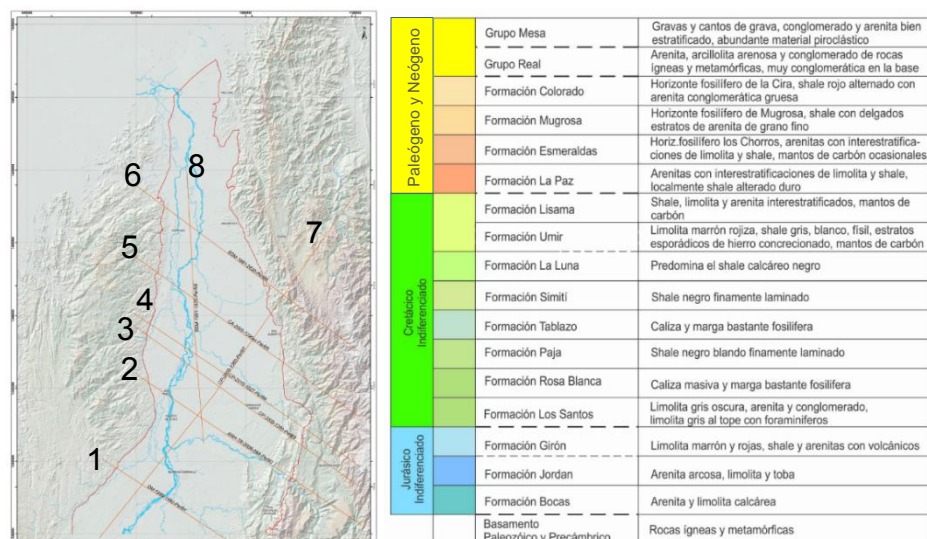 6
8
7
5
4
3
2
1
Paleógeno y Neógeno
Grupo Mesa
Gravas y cantos de grava, conglomerado y arenita bien
estratificado, abundante material piroclástico
Grupo Real
Arenita, arcillolita arenosa y conglomerado de rocas
ígneas y metamórficas, muy conglomerática en la base
Formación Colorado
Horizonte fosilífero de la Cira, shale rojo alternado con
arenita conglomerática gruesa
Formación Mugrosa
Horizonte fosilífero de Mugrosa, shale con delgados
estratos de arenita de grano fino
Formación Esmeraldas
Horiz.fosilífero los Chorros, arenitas con interestratifica-
ciones de limolita y shale, mantos de carbón ocasionales
Formación La Paz
Arenitas con interestratificaciones de limolita y shale,
localmente shale alterado duro
Cretácico
Indiferenciado
Formación Lisama
Shale, limolita y arenita interestratificados, mantos de
carbón
Formación Umir
Limolita marrón rojiza, shale gris, blanco, físil, estratos
esporádicos de hierro concrecionado, mantos de carbón
Formación La Luna
Predomina el shale calcáreo negro
Formación Simití
Shale negro finamente laminado
Formación Tablazo
Caliza y marga bastante fosilifera
Formación Paja
Shale negro blando finamente laminado
Formación Rosa Blanca
Caliza masiva y marga bastante fosilifera
Formación Los Santos
Limolita gris oscura, arenita y conglomerado,
limolita gris al tope con foraminiferos
Jurásico
Indiferenciado
Formación Girón
Limolita marrón y rojas, shale y arenitas con volcánicos
Formación Jordan
Arenita arcosa, limolita y toba
Formación Bocas
Arenita y limolita calcárea
Basamento
Paleozóico y Precámbrico
Rocas ígneas y metamórficas